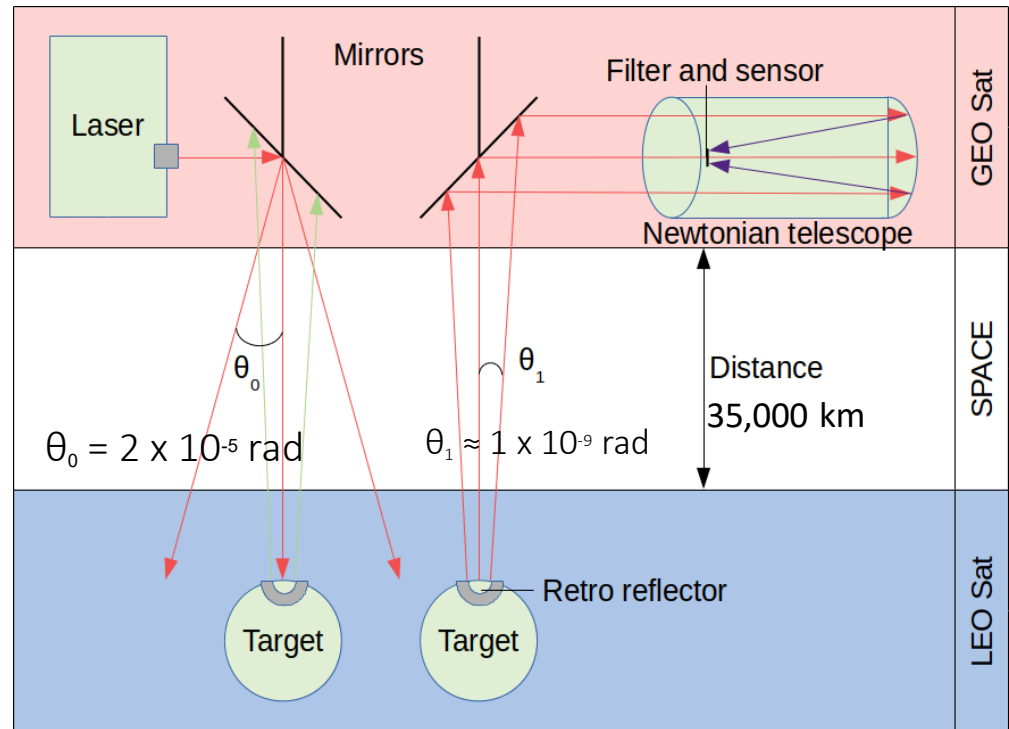 Mirrors
Laser
Filter and sensor
Newtonian telescope
GEO Sat
θ₀
θ₁
Distance
35,000 km
θ₀ = 2 x 10⁻⁵ rad
θ₁ ≈ 1 x 10⁻⁹ rad
SPACE
Retro reflector
Target
Target
LEO Sat